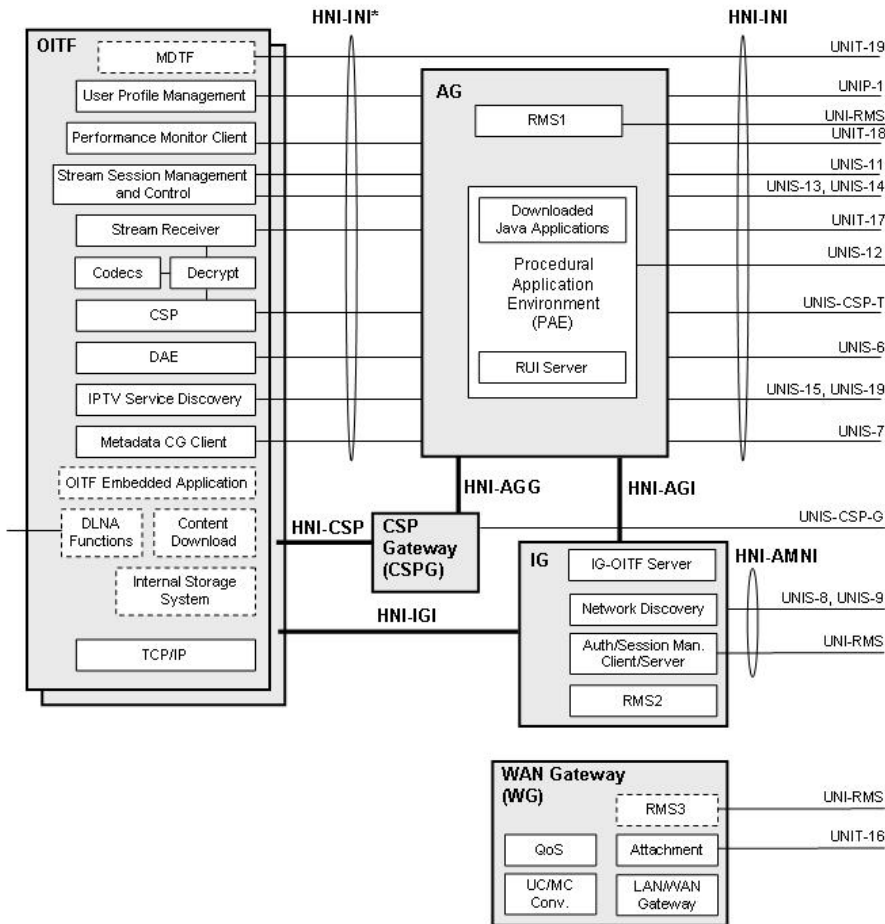 HNI-INI*
HNI-INI
OITF
MDTF
UNIT-19
User Profile Management
AG
UNIP-1
RMS1
UNI-RMS
Performance Monitor Client
UNIT-18
Stream Session Management
and Control
UNIS-11
UNIS-13, UNIS-14
Stream Receiver
Downloaded
Java Applications
UNIT-17
Codecs
Decrypt
Procedural
Application
Environment
(PAE)
UNIS-12
CSP
UNIS-CSP-T
DAE
RUI Server
UNIS-6
IPTV Service Discovery
UNIS-15, UNIS-19
Metadata CG Client
UNIS-7
OITF Embedded Application
HNI-AGG
HNI-AGI
DLNA
Functions
Content
Download
HNI-CSP
CSP
Gateway
(CSPG)
UNIS-CSP-G
IG
IG-OITF Server
HNI-AMNI
Internal Storage
System
Network Discovery
UNIS-8, UNIS-9
HNI-IGI
TCP/IP
Auth/Session Man.
Client/Server
UNI-RMS
RMS2
WAN Gateway
(WG)
RMS3
UNI-RMS
QoS
Attachment
UNIT-16
UC/MC
Conv.
LAN/WAN
Gateway